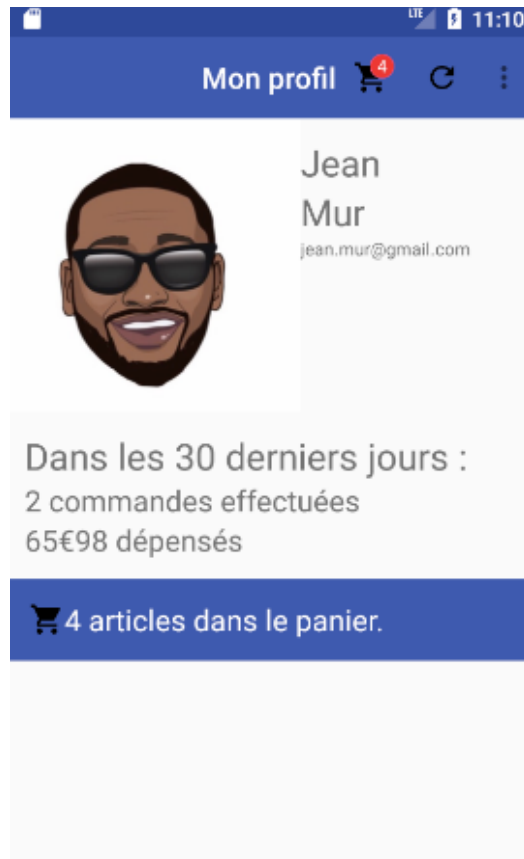 LTE 11:10
Mon profil 4
Jean
Mur
jean.mur@gmail.com
Dans les 30 derniers jours :
2 commandes effectuées
65€98 dépensés
4 articles dans le panier.